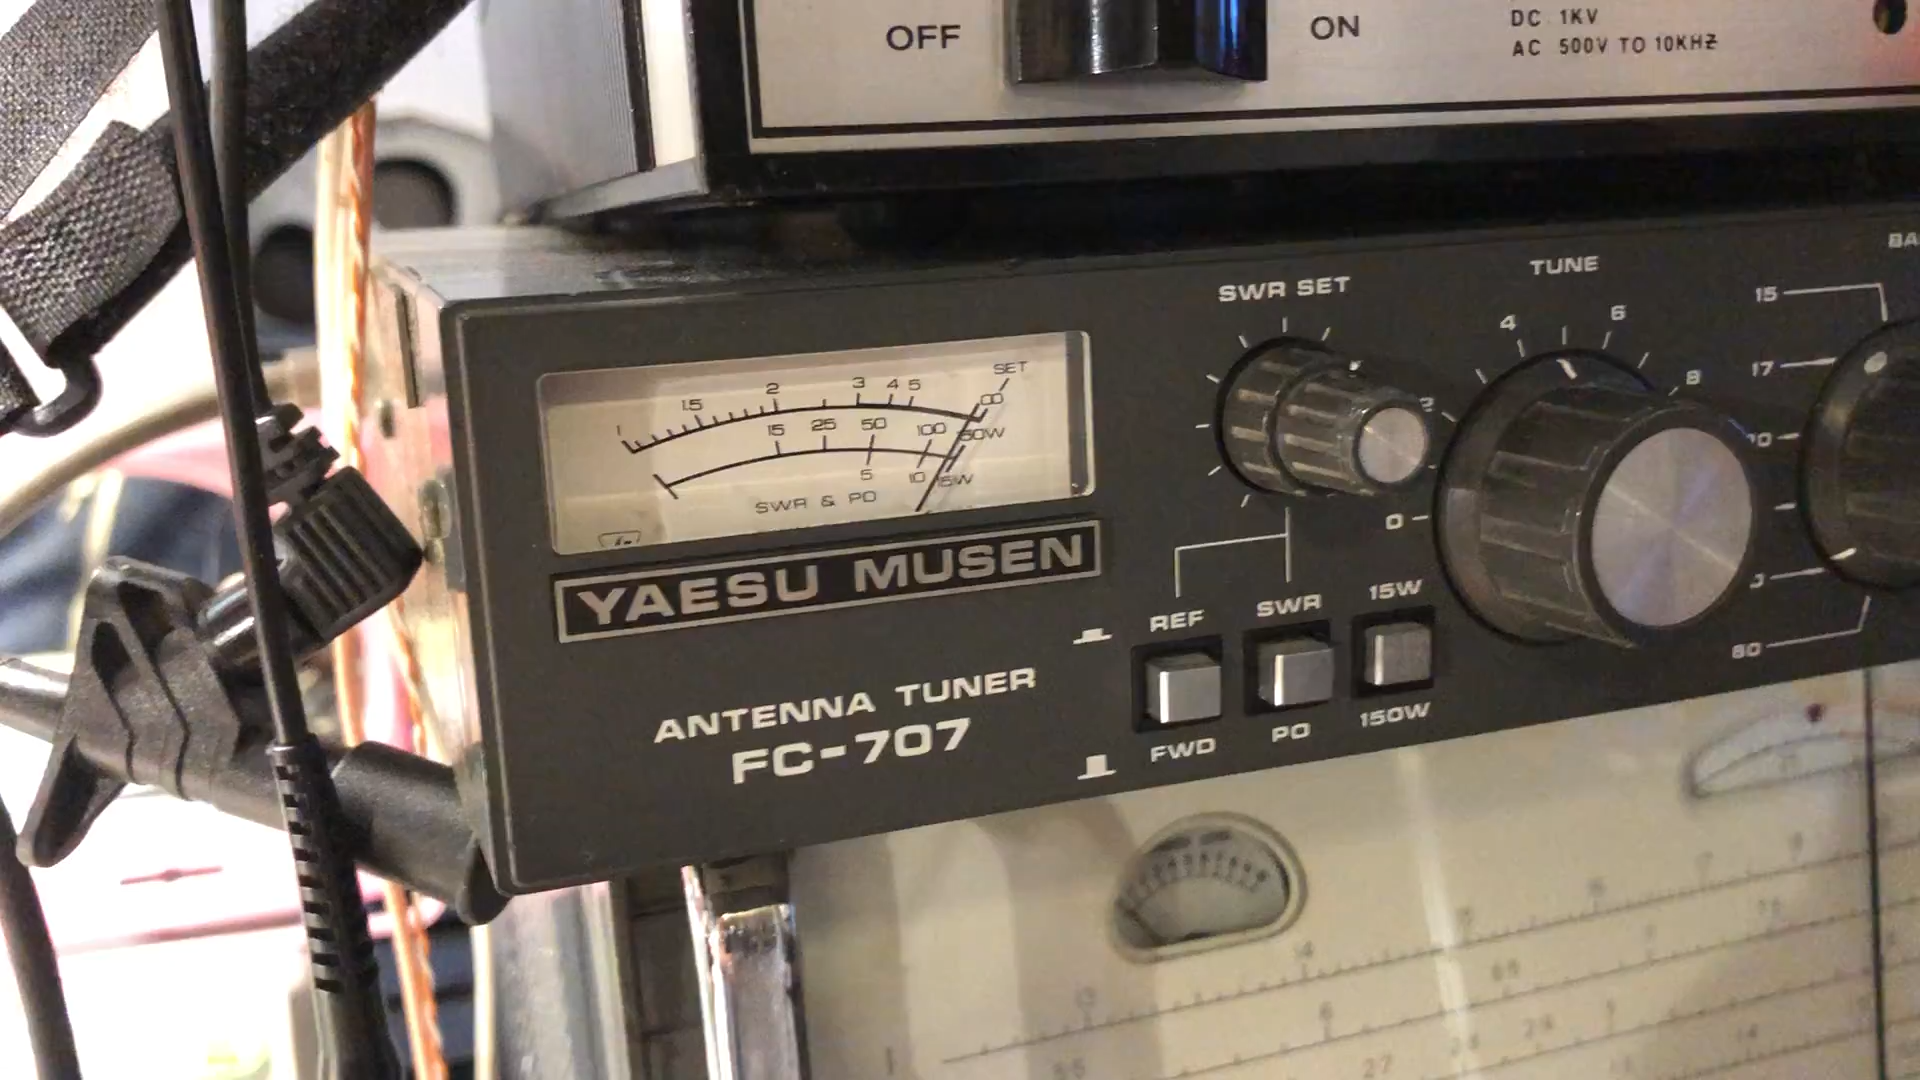 OFF
ON
DC 1KV
AC 500V TO 10KHZ
SWR SET
TUNE
4
6
8
2
0
15
17
80
SET
1 1.5 2 3 4 5 ∞
15 25 50 100
5 10 15W
SWR & PO
YAESU MUSEN
ANTENNA TUNER
FC-707
REF
SWR
15W
FWD
PO
150W